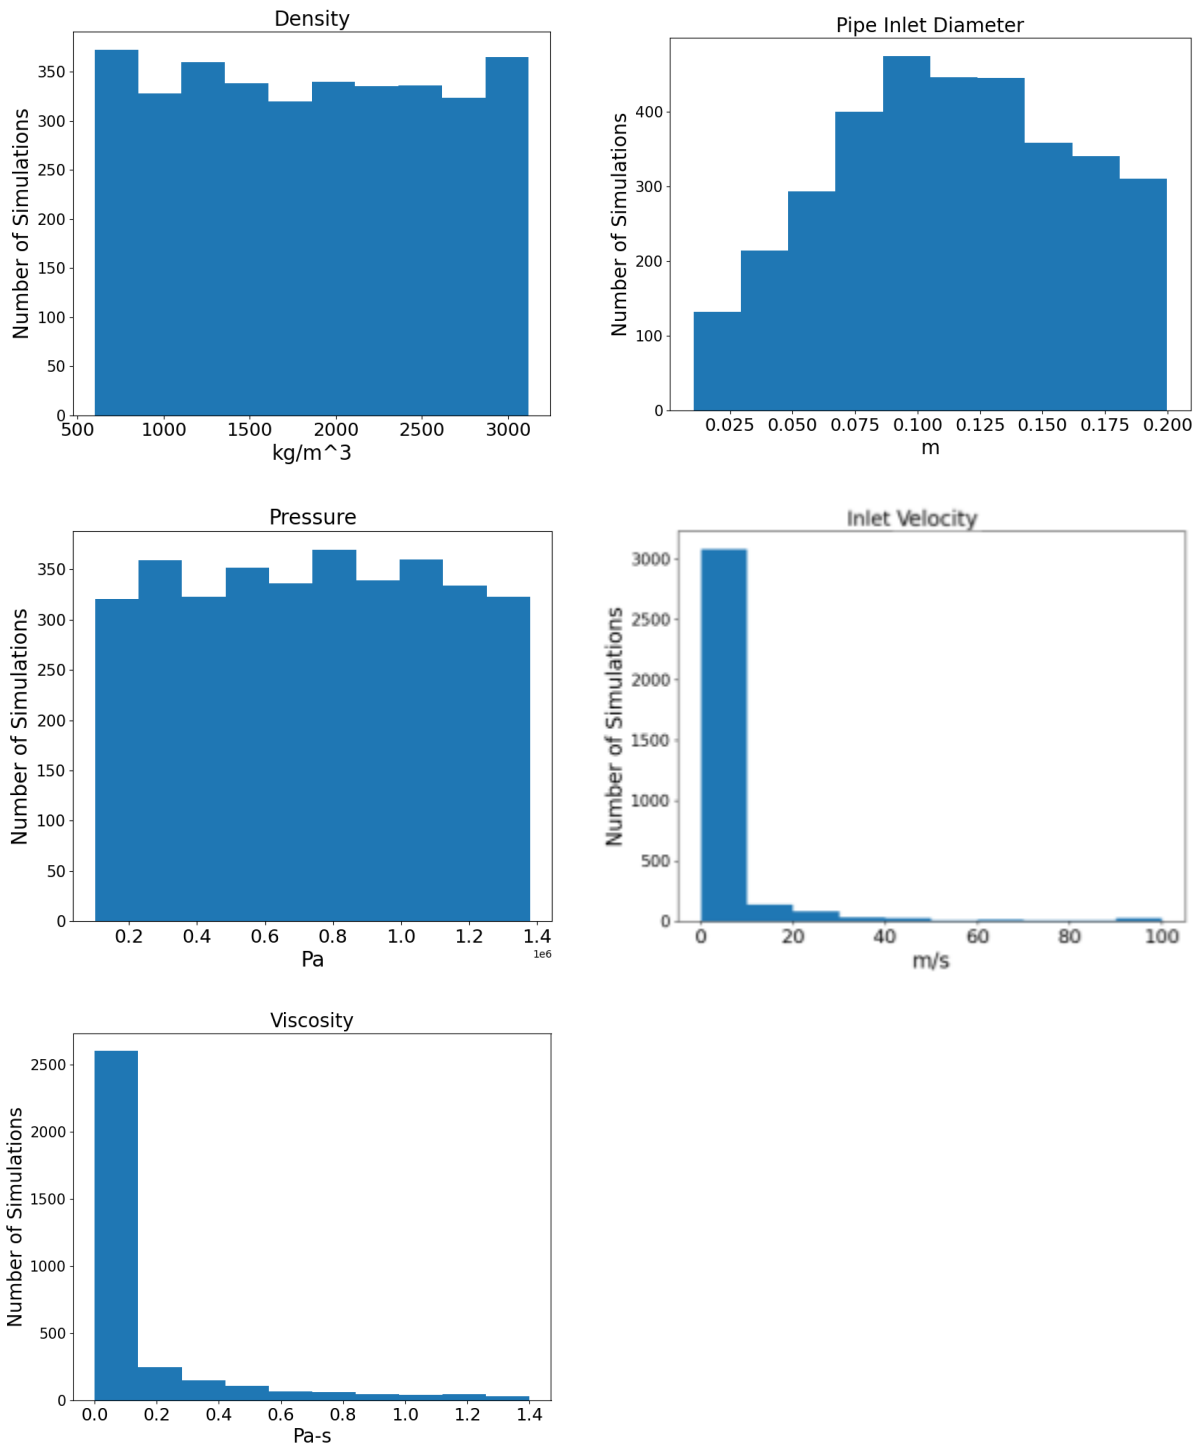 Density
Number of Simulations
350
300
250
200
150
100
50
0
500 1000 1500 2000 2500 3000
kg/m^3
Pipe Inlet Diameter
Number of Simulations
400
300
200
100
0
0.025 0.050 0.075 0.100 0.125 0.150 0.175 0.200
m
Pressure
Number of Simulations
350
300
250
200
150
100
50
0
0.2 0.4 0.6 0.8 1.0 1.2 1.4
1e6
Pa
Inlet Velocity
Number of Simulations
3000
2500
2000
1500
1000
500
0
0 20 40 60 80 100
m/s
Viscosity
Number of Simulations
2500
2000
1500
1000
500
0
0.0 0.2 0.4 0.6 0.8 1.0 1.2 1.4
Pa-s